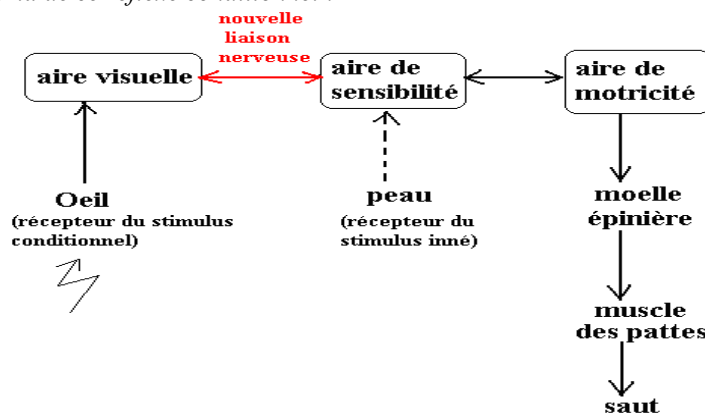 nouvelle
liaison
nerveuse
aire visuelle
aire de
sensibilité
aire de
motricité
Oeil
(récepteur du stimulus
conditionnel)
peau
(récepteur du
stimulus inné)
moelle
épinière
muscle
des pattes
saut